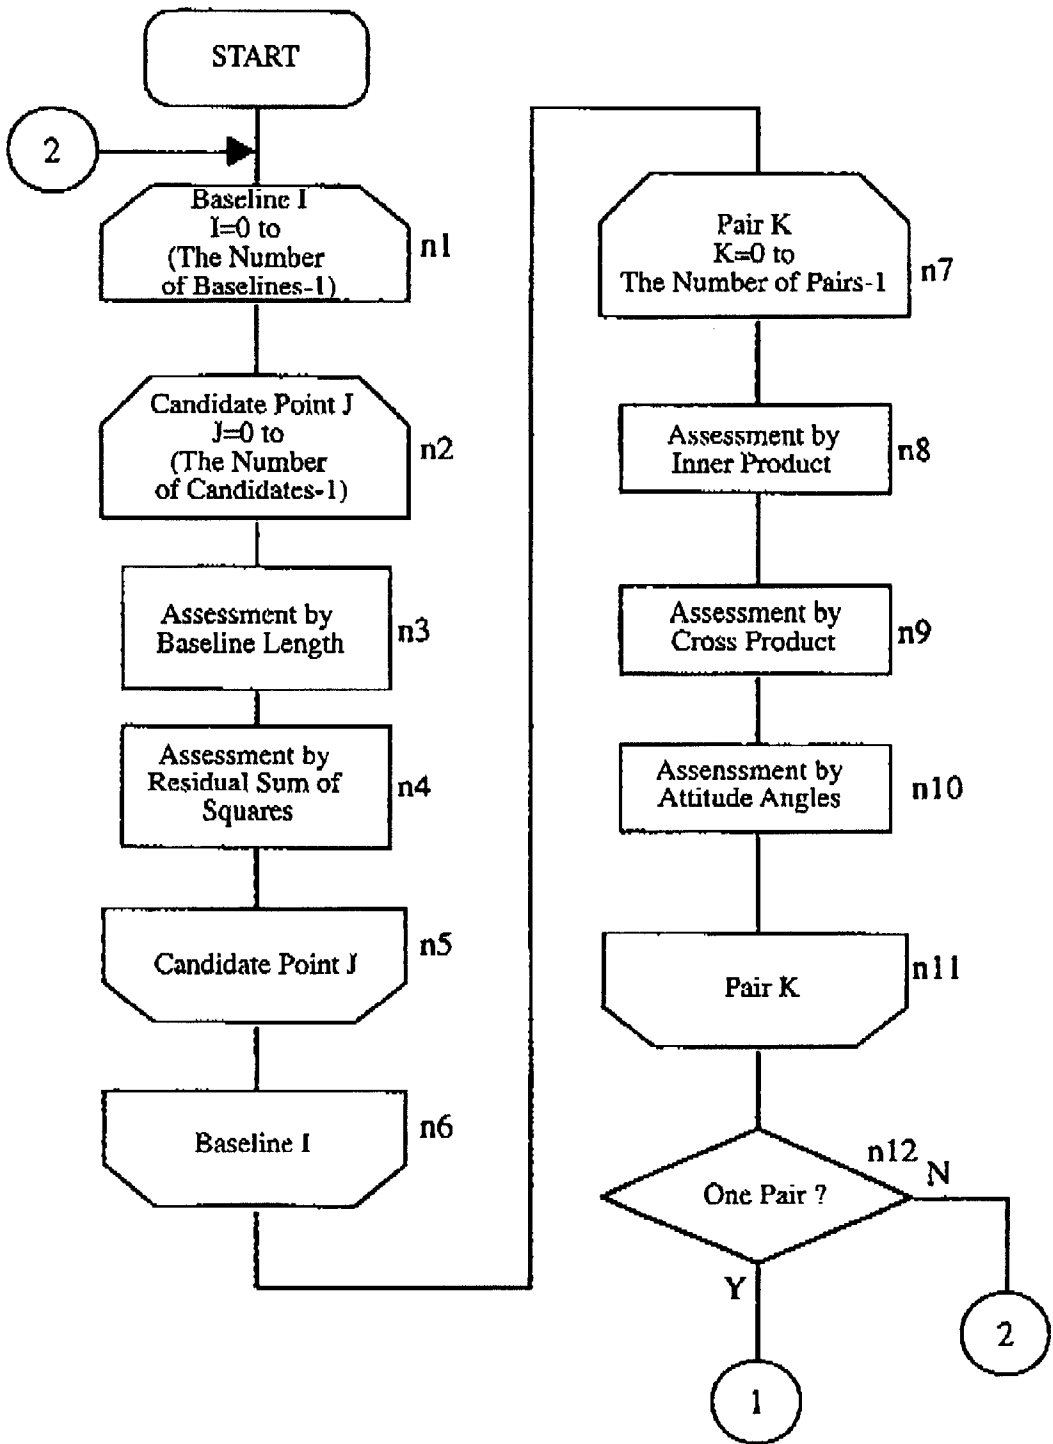 START
2
Baseline I
I=0 to
(The Number
of Baselines-1)
n1
Candidate Point J
J=0 to
(The Number
of Candidates-1)
n2
Assessment by
Baseline Length
n3
Assessment by
Residual Sum of
Squares
n4
Candidate Point J
n5
Baseline I
n6
Pair K
K=0 to
The Number of Pairs-1
n7
Assessment by
Inner Product
n8
Assessment by
Cross Product
n9
Assenssment by
Attitude Angles
n10
Pair K
n11
One Pair ?
n12
N
Y
2
1